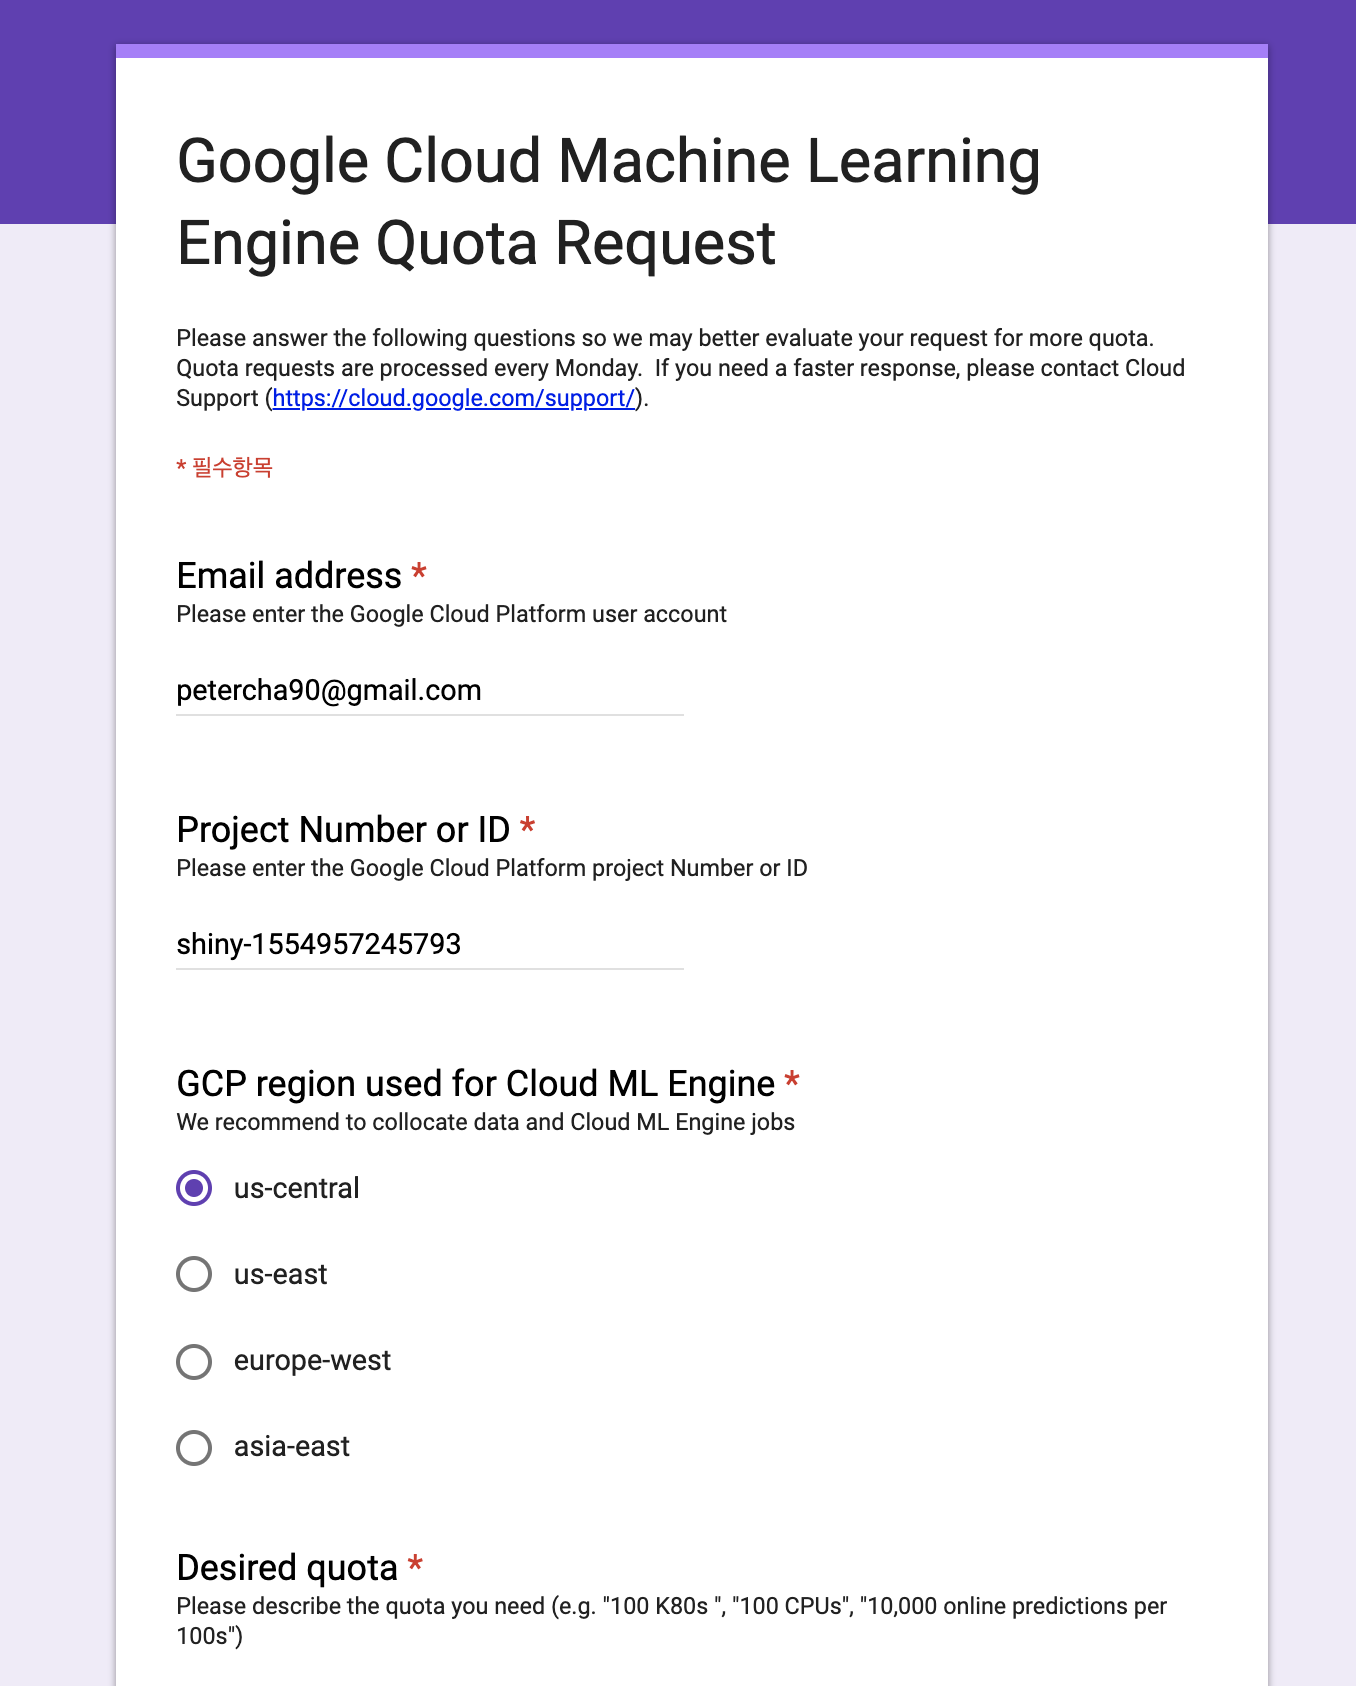 Google Cloud Machine Learning
Engine Quota Request
Please answer the following questions so we may better evaluate your request for more quota.
Quota requests are processed every Monday.  If you need a faster response, please contact Cloud
Support (https://cloud.google.com/support/).
* 필수항목
Email address *
Please enter the Google Cloud Platform user account
petercha90@gmail.com
Project Number or ID *
Please enter the Google Cloud Platform project Number or ID
shiny-1554957245793
GCP region used for Cloud ML Engine *
We recommend to collocate data and Cloud ML Engine jobs
us-central
us-east
europe-west
asia-east
Desired quota *
Please describe the quota you need (e.g. "100 K80s ", "100 CPUs", "10,000 online predictions per
100s")